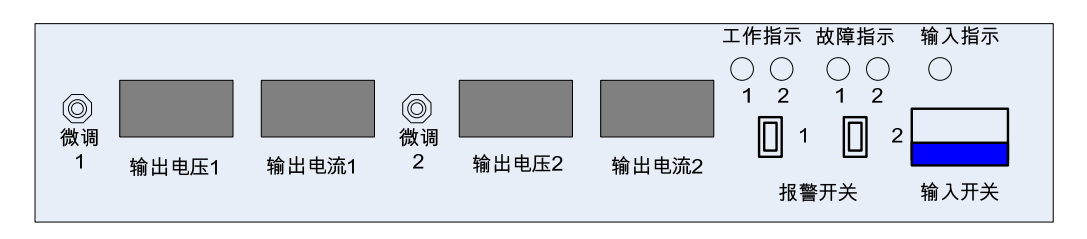 工作指示 故障指示 输入指示
1 2 1 2
微调
1
输出电压1
输出电流1
微调
2
输出电压2
输出电流2
1
2
报警开关
输入开关